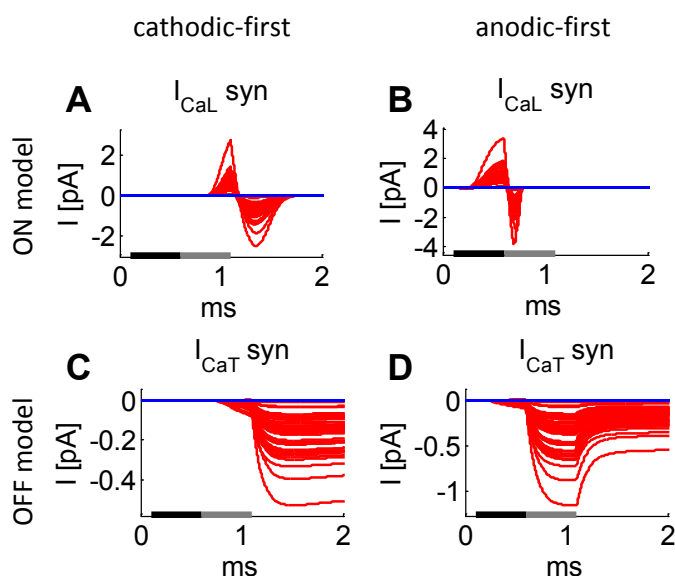 cathodic-first
anodic-first
A
I_CaL syn
B
I_CaL syn
ON model
I [pA]
2
0
-2
0
1
2
ms
I [pA]
4
2
0
-2
-4
0
1
2
ms
C
I_CaT syn
D
I_CaT syn
OFF model
I [pA]
0
-0.2
-0.4
0
1
2
ms
I [pA]
0
-0.5
-1
0
1
2
ms